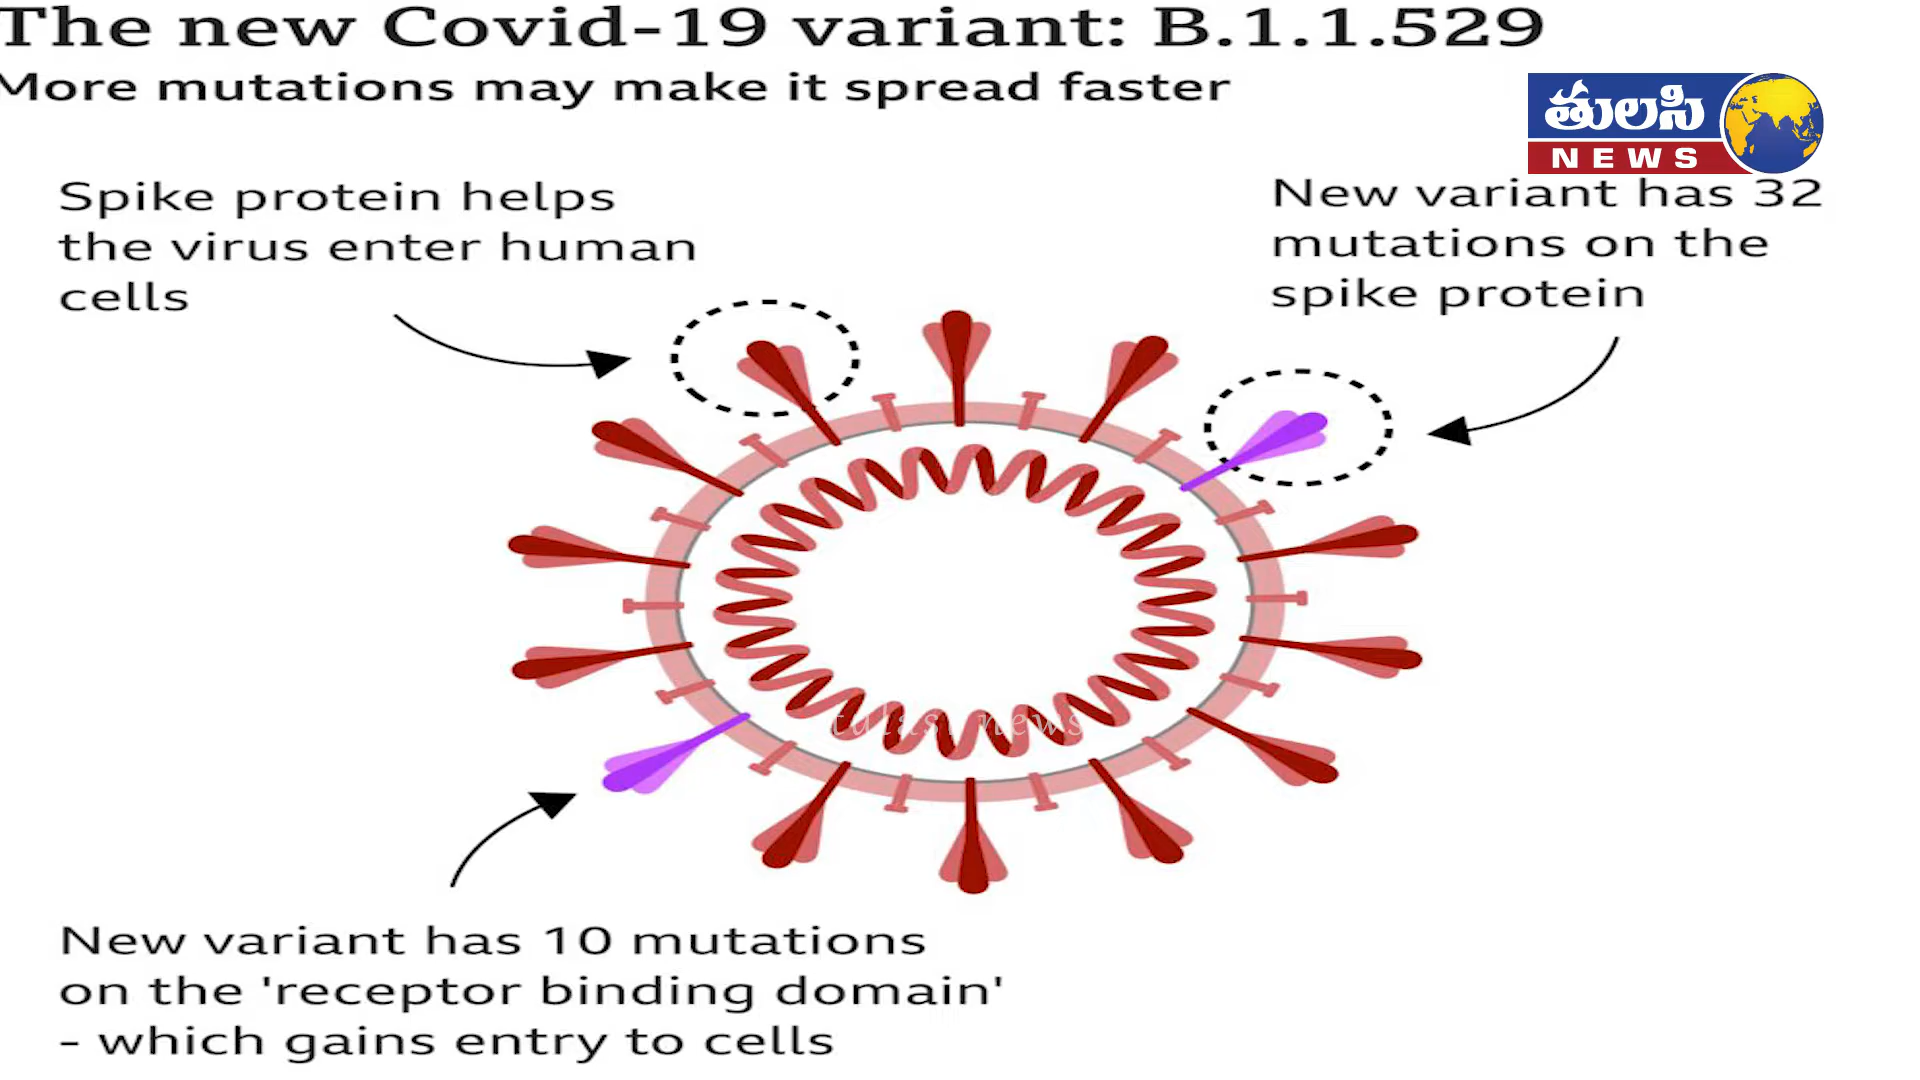 The new Covid-19 variant: B.1.1.529
More mutations may make it spread faster
తులసి
NEWS
Spike protein helps
the virus enter human
cells
New variant has 32
mutations on the
spike protein
tulasi news
New variant has 10 mutations
on the 'receptor binding domain'
- which gains entry to cells